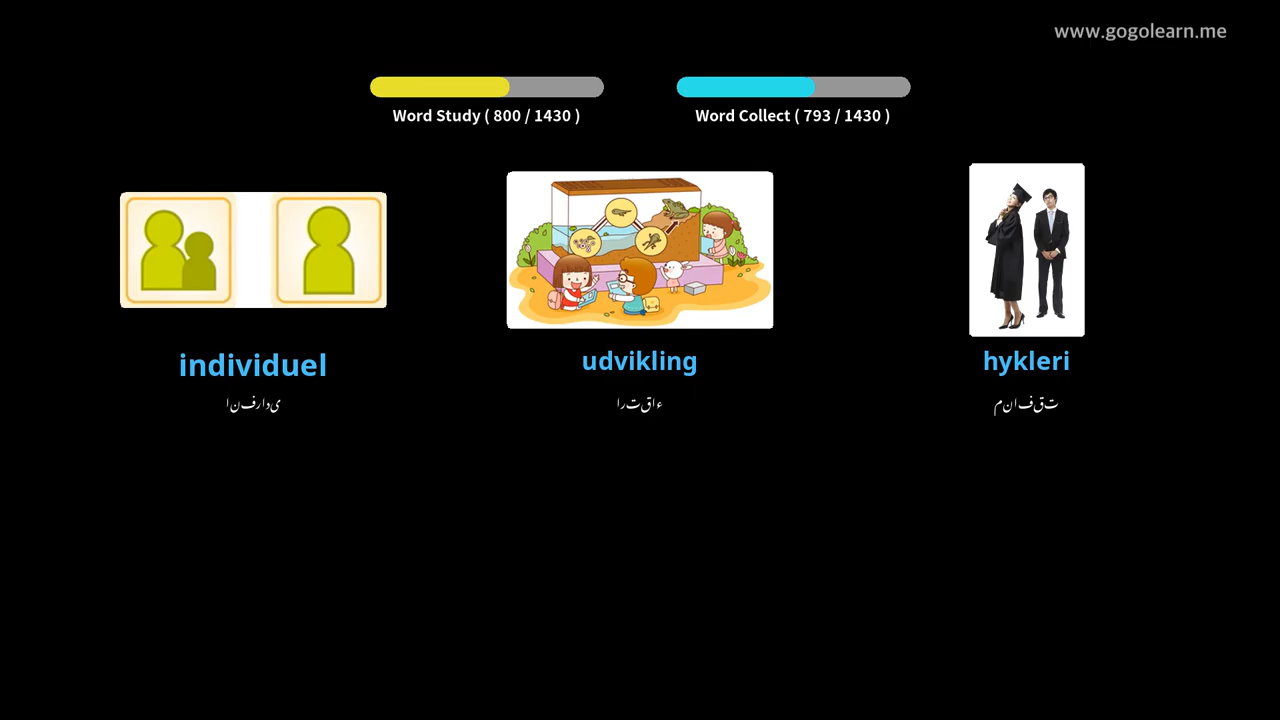 www.gogolearn.me
Word Study ( 800 / 1430 )
Word Collect ( 793 / 1430 )
individuel
udvikling
hykleri
انفرادی
ارتقاء
منافقت